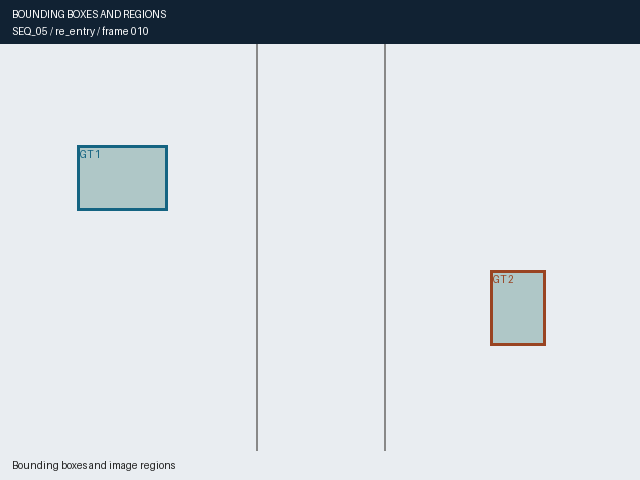 BOUNDING BOXES AND REGIONS
SEQ_05 / re_entry / frame 010
GT1
GT2
Bounding boxes and image regions